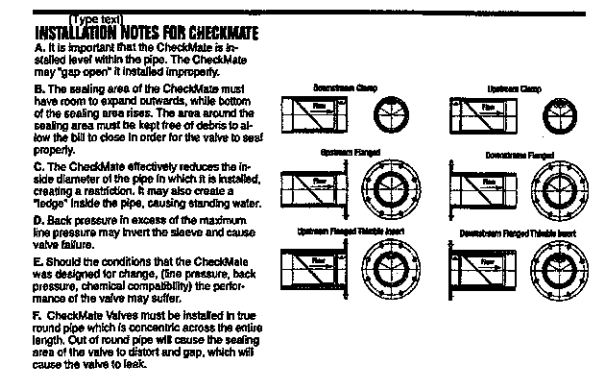 [Type text]
INSTALLATION NOTES FOR CHECKMATE
A. It is important that the CheckMate is in-
stalled level within the pipe. The CheckMate
may "gap open" it installed improperly.
B. The sealing area of the CheckMate must
have room to expand outwards, while bottom
of the sealing area rises. The area around the
sealing area must be kept free of debris to al-
low the bill to close in order for the valve to seal
properly.
C. The CheckMate effectively reduces the in-
side diameter of the pipe in which it is installed,
creating a restriction. It may also create a
"ledge" inside the pipe, causing standing water.
D. Back pressure in excess of the maximum
line pressure may invert the sleeve and cause
valve failure.
E. Should the conditions that the CheckMate
was designed for change, (line pressure, back
pressure, chemical compatibility) the perfor-
mance of the valve may suffer.
F. CheckMate Valves must be installed in true
round pipe which is concentric across the entire
length. Out of round pipe will cause the sealing
area of the valve to distort and gap, which will
cause the valve to leak.
Downstream Clamp
Flow
Upstream Clamp
Flow
Upstream Flanged
Flow
Downstream Flanged
Flow
Upstream Flanged Thimble Insert
Flow
Downstream Flanged Thimble Insert
Flow